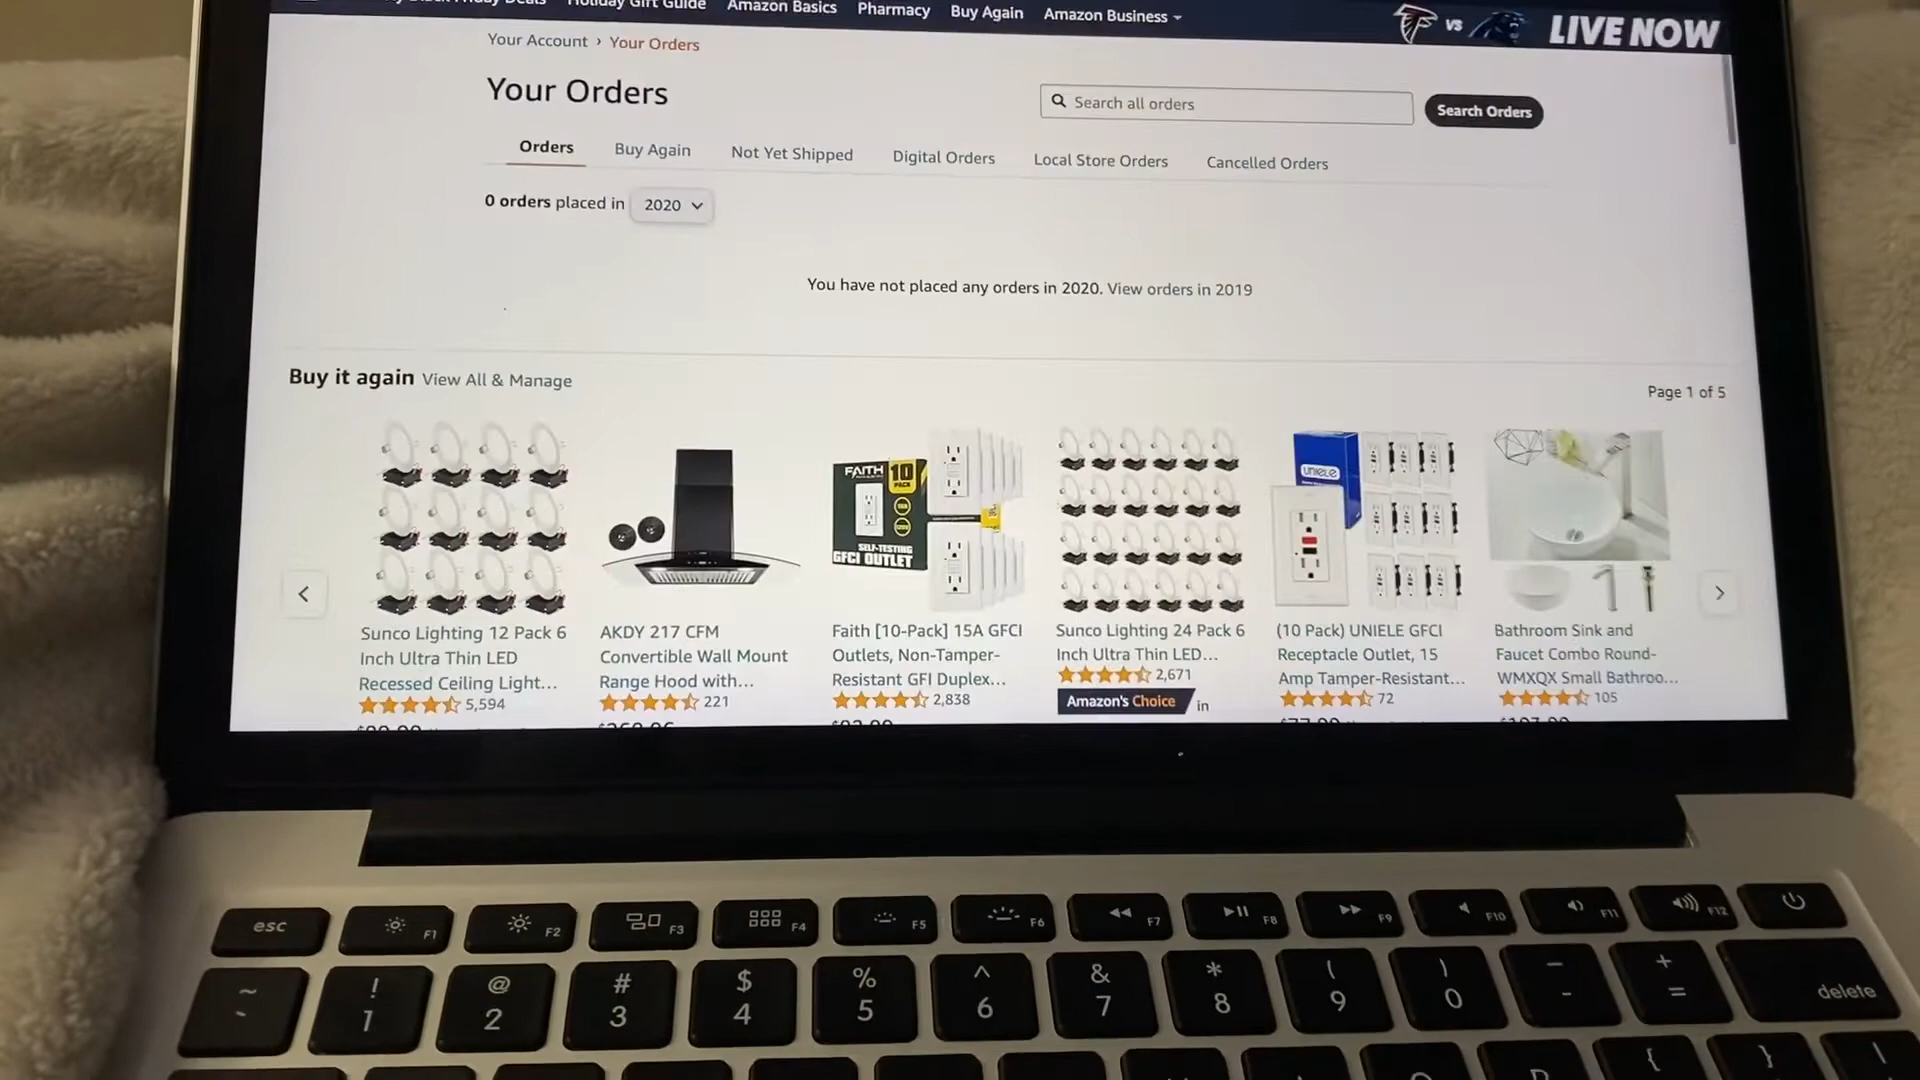 Holiday Gift Guide Amazon Basics Pharmacy Buy Again Amazon Business
VS LIVE NOW
Your Account › Your Orders
Your Orders
Search all orders
Search Orders
Orders Buy Again Not Yet Shipped Digital Orders Local Store Orders Cancelled Orders
0 orders placed in 2020
You have not placed any orders in 2020. View orders in 2019
Buy it again View All & Manage
Page 1 of 5
FAITH 10 PACK
SELF-TESTING
GFCI OUTLET
UNIELE
Sunco Lighting 12 Pack 6
Inch Ultra Thin LED
Recessed Ceiling Light...
5,594
AKDY 217 CFM
Convertible Wall Mount
Range Hood with...
221
Faith [10-Pack] 15A GFCI
Outlets, Non-Tamper-
Resistant GFI Duplex...
2,838
Sunco Lighting 24 Pack 6
Inch Ultra Thin LED...
2,671
Amazon's Choice in
(10 Pack) UNIELE GFCI
Receptacle Outlet, 15
Amp Tamper-Resistant...
72
Bathroom Sink and
Faucet Combo Round-
WMXQX Small Bathroo...
105
esc F1 F2 F3 F4 F5 F6 F7 F8 F9 F10 F11 F12
~ ! @ # $ % ^ & * ( ) — +
1 2 3 4 5 6 7 8 9 0 - = delete
{ } |